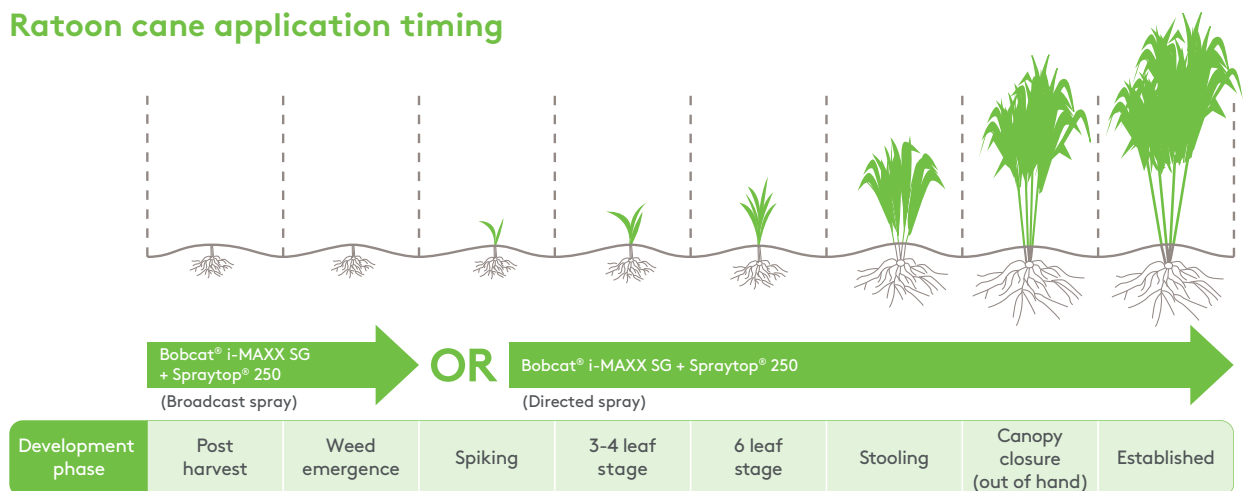 Ratoon cane application timing
Bobcat® i-MAXX SG
+ Spraytop® 250
(Broadcast spray)
OR
Bobcat® i-MAXX SG + Spraytop® 250
(Directed spray)
Development
phase
Post
harvest
Weed
emergence
Spiking
3-4 leaf
stage
6 leaf
stage
Stooling
Canopy
closure
(out of hand)
Established